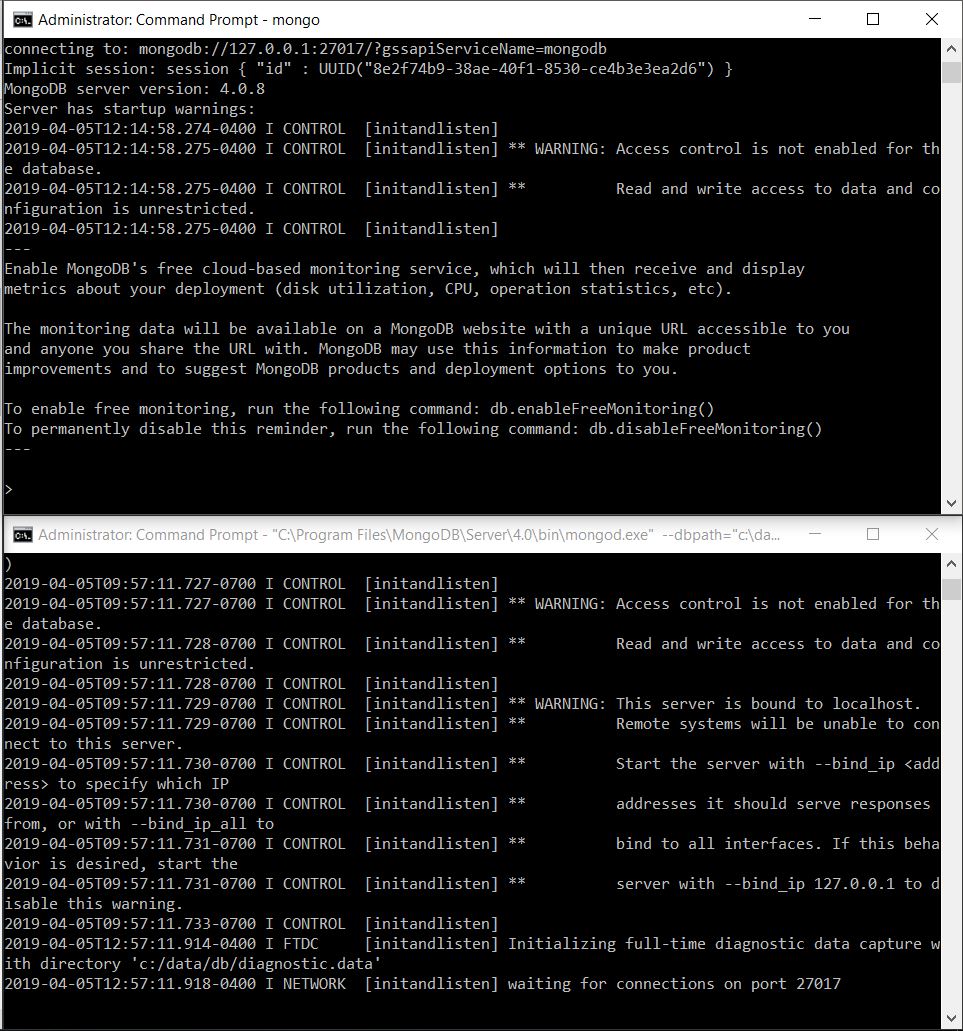 Administrator: Command Prompt - mongo
connecting to: mongodb://127.0.0.1:27017/?gssapiServiceName=mongodb
Implicit session: session { "id" : UUID("8e2f74b9-38ae-40f1-8530-ce4b3e3ea2d6") }
MongoDB server version: 4.0.8
Server has startup warnings:
2019-04-05T12:14:58.274-0400 I CONTROL  [initandlisten]
2019-04-05T12:14:58.275-0400 I CONTROL  [initandlisten] ** WARNING: Access control is not enabled for th
e database.
2019-04-05T12:14:58.275-0400 I CONTROL  [initandlisten] **          Read and write access to data and co
nfiguration is unrestricted.
2019-04-05T12:14:58.275-0400 I CONTROL  [initandlisten]
---
Enable MongoDB's free cloud-based monitoring service, which will then receive and display
metrics about your deployment (disk utilization, CPU, operation statistics, etc).
The monitoring data will be available on a MongoDB website with a unique URL accessible to you
and anyone you share the URL with. MongoDB may use this information to make product
improvements and to suggest MongoDB products and deployment options to you.
To enable free monitoring, run the following command: db.enableFreeMonitoring()
To permanently disable this reminder, run the following command: db.disableFreeMonitoring()
---
>
Administrator: Command Prompt - "C:\Program Files\MongoDB\Server\4.0\bin\mongod.exe"  --dbpath="c:\da...
)
2019-04-05T09:57:11.727-0700 I CONTROL  [initandlisten]
2019-04-05T09:57:11.727-0700 I CONTROL  [initandlisten] ** WARNING: Access control is not enabled for th
e database.
2019-04-05T09:57:11.728-0700 I CONTROL  [initandlisten] **          Read and write access to data and co
nfiguration is unrestricted.
2019-04-05T09:57:11.728-0700 I CONTROL  [initandlisten]
2019-04-05T09:57:11.729-0700 I CONTROL  [initandlisten] ** WARNING: This server is bound to localhost.
2019-04-05T09:57:11.729-0700 I CONTROL  [initandlisten] **          Remote systems will be unable to con
nect to this server.
2019-04-05T09:57:11.730-0700 I CONTROL  [initandlisten] **          Start the server with --bind_ip <add
ress> to specify which IP
2019-04-05T09:57:11.730-0700 I CONTROL  [initandlisten] **          addresses it should serve responses
from, or with --bind_ip_all to
2019-04-05T09:57:11.731-0700 I CONTROL  [initandlisten] **          bind to all interfaces. If this beha
vior is desired, start the
2019-04-05T09:57:11.731-0700 I CONTROL  [initandlisten] **          server with --bind_ip 127.0.0.1 to d
isable this warning.
2019-04-05T09:57:11.733-0700 I CONTROL  [initandlisten]
2019-04-05T12:57:11.914-0400 I FTDC     [initandlisten] Initializing full-time diagnostic data capture w
ith directory 'c:/data/db/diagnostic.data'
2019-04-05T12:57:11.918-0400 I NETWORK  [initandlisten] waiting for connections on port 27017